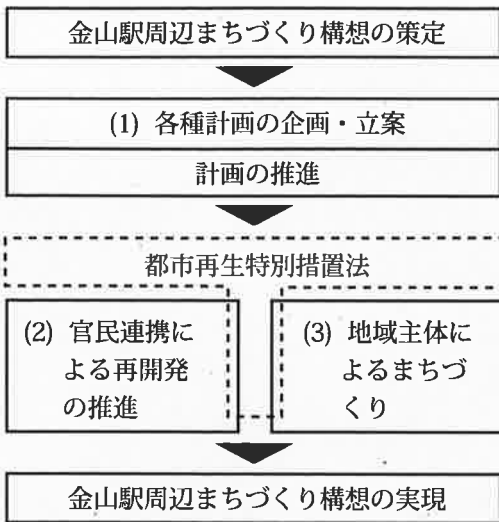 金山駅周辺まちづくり構想の策定
(1) 各種計画の企画・立案
計画の推進
都市再生特別措置法
(2) 官民連携に
よる再開発
の推進
(3) 地域主体に
よるまちづ
くり
金山駅周辺まちづくり構想の実現